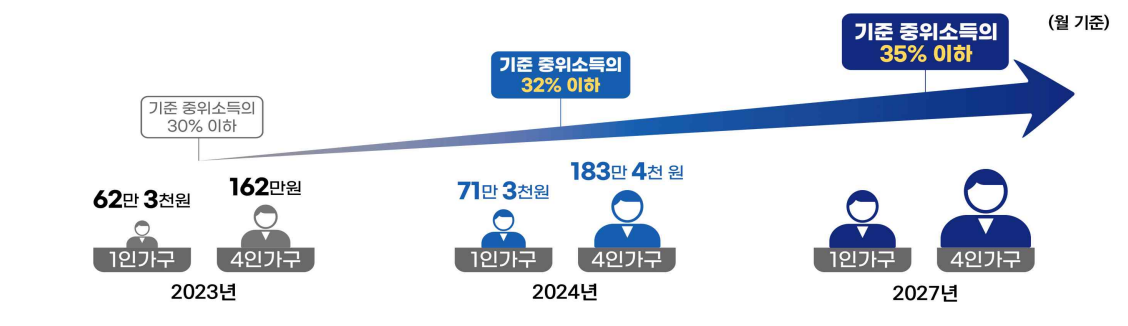 (월 기준)
기준 중위소득의
30% 이하
기준 중위소득의
32% 이하
기준 중위소득의
35% 이하
62만 3천원
162만원
71만 3천원
183만 4천 원
1인가구
4인가구
1인가구
4인가구
1인가구
4인가구
2023년
2024년
2027년